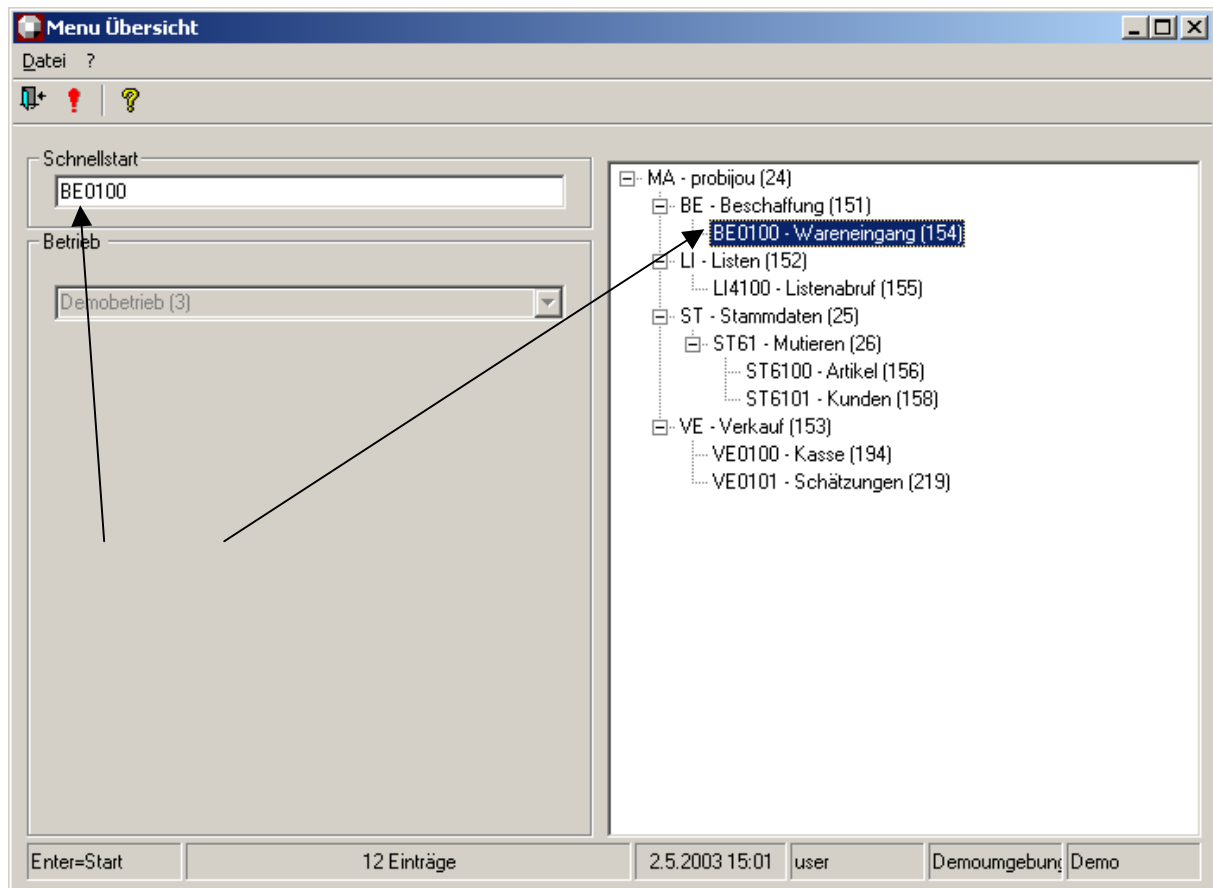 Menu Übersicht
Datei ?
Schnellstart
BE0100
Betrieb
Demobetrieb (3)
MA - probijou (24)
BE - Beschaffung (151)
BE0100 - Wareneingang (154)
LI - Listen (152)
LI4100 - Listenabruf (155)
ST - Stammdaten (25)
ST61 - Mutieren (26)
ST6100 - Artikel (156)
ST6101 - Kunden (158)
VE - Verkauf (153)
VE0100 - Kasse (194)
VE0101 - Schätzungen (219)
Enter=Start 12 Einträge 2.5.2003 15:01 user Demoumgebung Demo